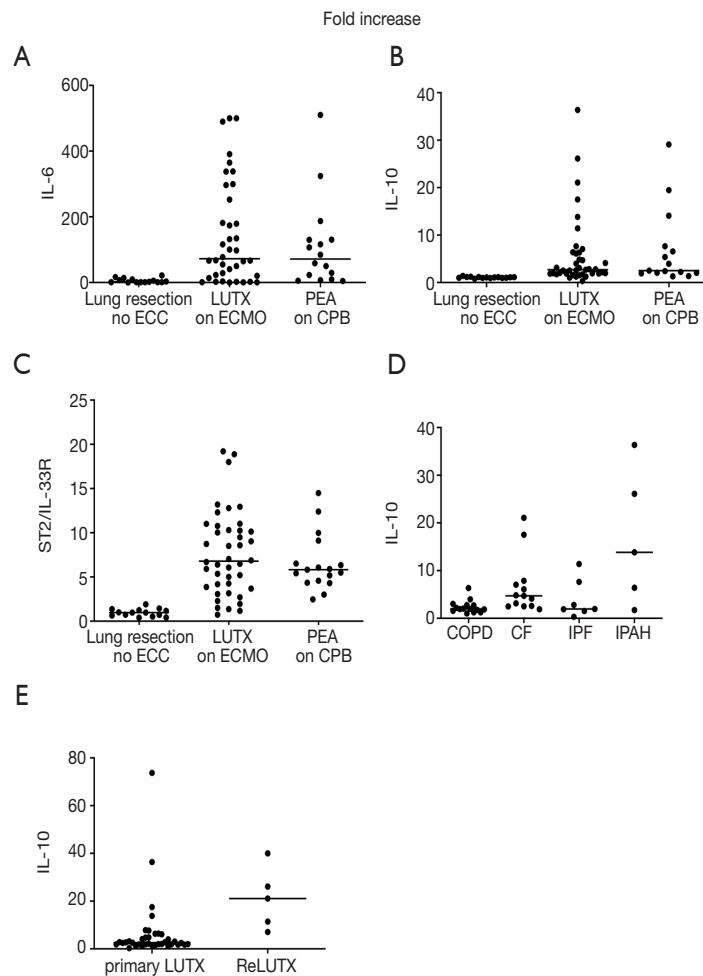 Fold increase
A
600
400
200
0
IL-6
Lung resection
no ECC
LUTX
on ECMO
PEA
on CPB
B
40
30
20
10
0
IL-10
Lung resection
no ECC
LUTX
on ECMO
PEA
on CPB
C
25
20
15
10
5
0
ST2/IL-33R
Lung resection
no ECC
LUTX
on ECMO
PEA
on CPB
D
40
30
20
10
0
IL-10
COPD
CF
IPF
IPAH
E
80
60
40
20
0
IL-10
primary LUTX
ReLUTX